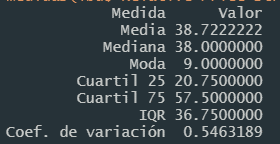 Medida Valor
Media 38.7222222
Mediana 38.0000000
Moda 9.0000000
Cuartil 25 20.7500000
Cuartil 75 57.5000000
IQR 36.7500000
Coef. de variación 0.5463189